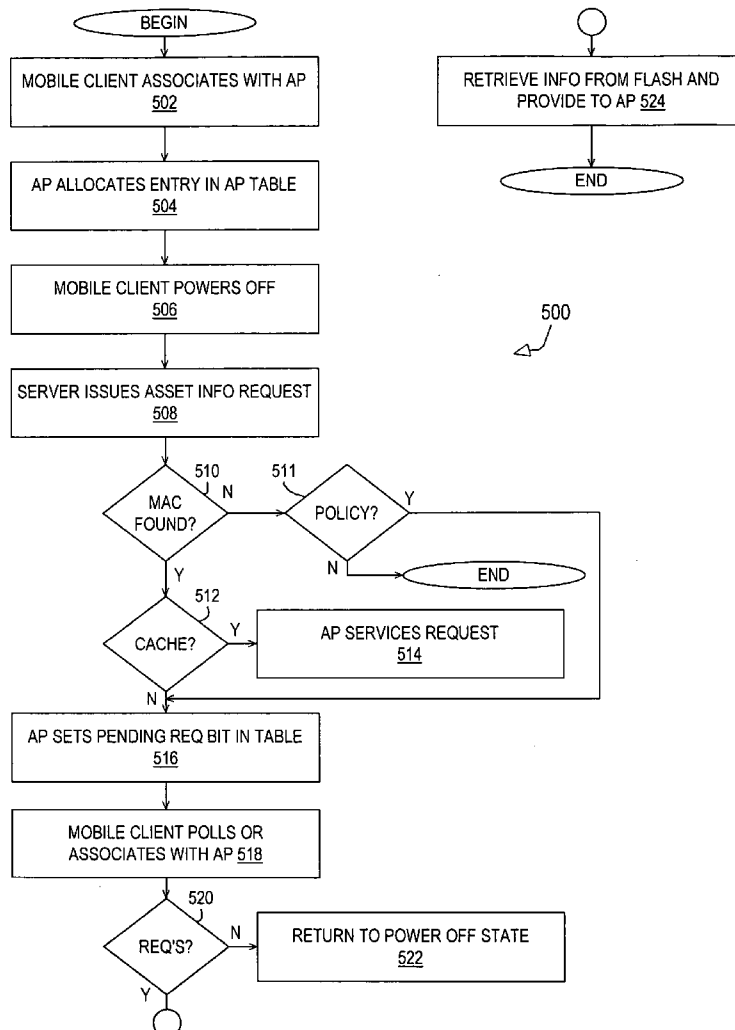 BEGIN
MOBILE CLIENT ASSOCIATES WITH AP
502
AP ALLOCATES ENTRY IN AP TABLE
504
MOBILE CLIENT POWERS OFF
506
SERVER ISSUES ASSET INFO REQUEST
508
510
MAC
FOUND?
N
Y
511
POLICY?
Y
N
END
512
CACHE?
Y
N
AP SERVICES REQUEST
514
AP SETS PENDING REQ BIT IN TABLE
516
MOBILE CLIENT POLLS OR
ASSOCIATES WITH AP 518
520
REQ'S?
N
Y
RETURN TO POWER OFF STATE
522
RETRIEVE INFO FROM FLASH AND
PROVIDE TO AP 524
END
500